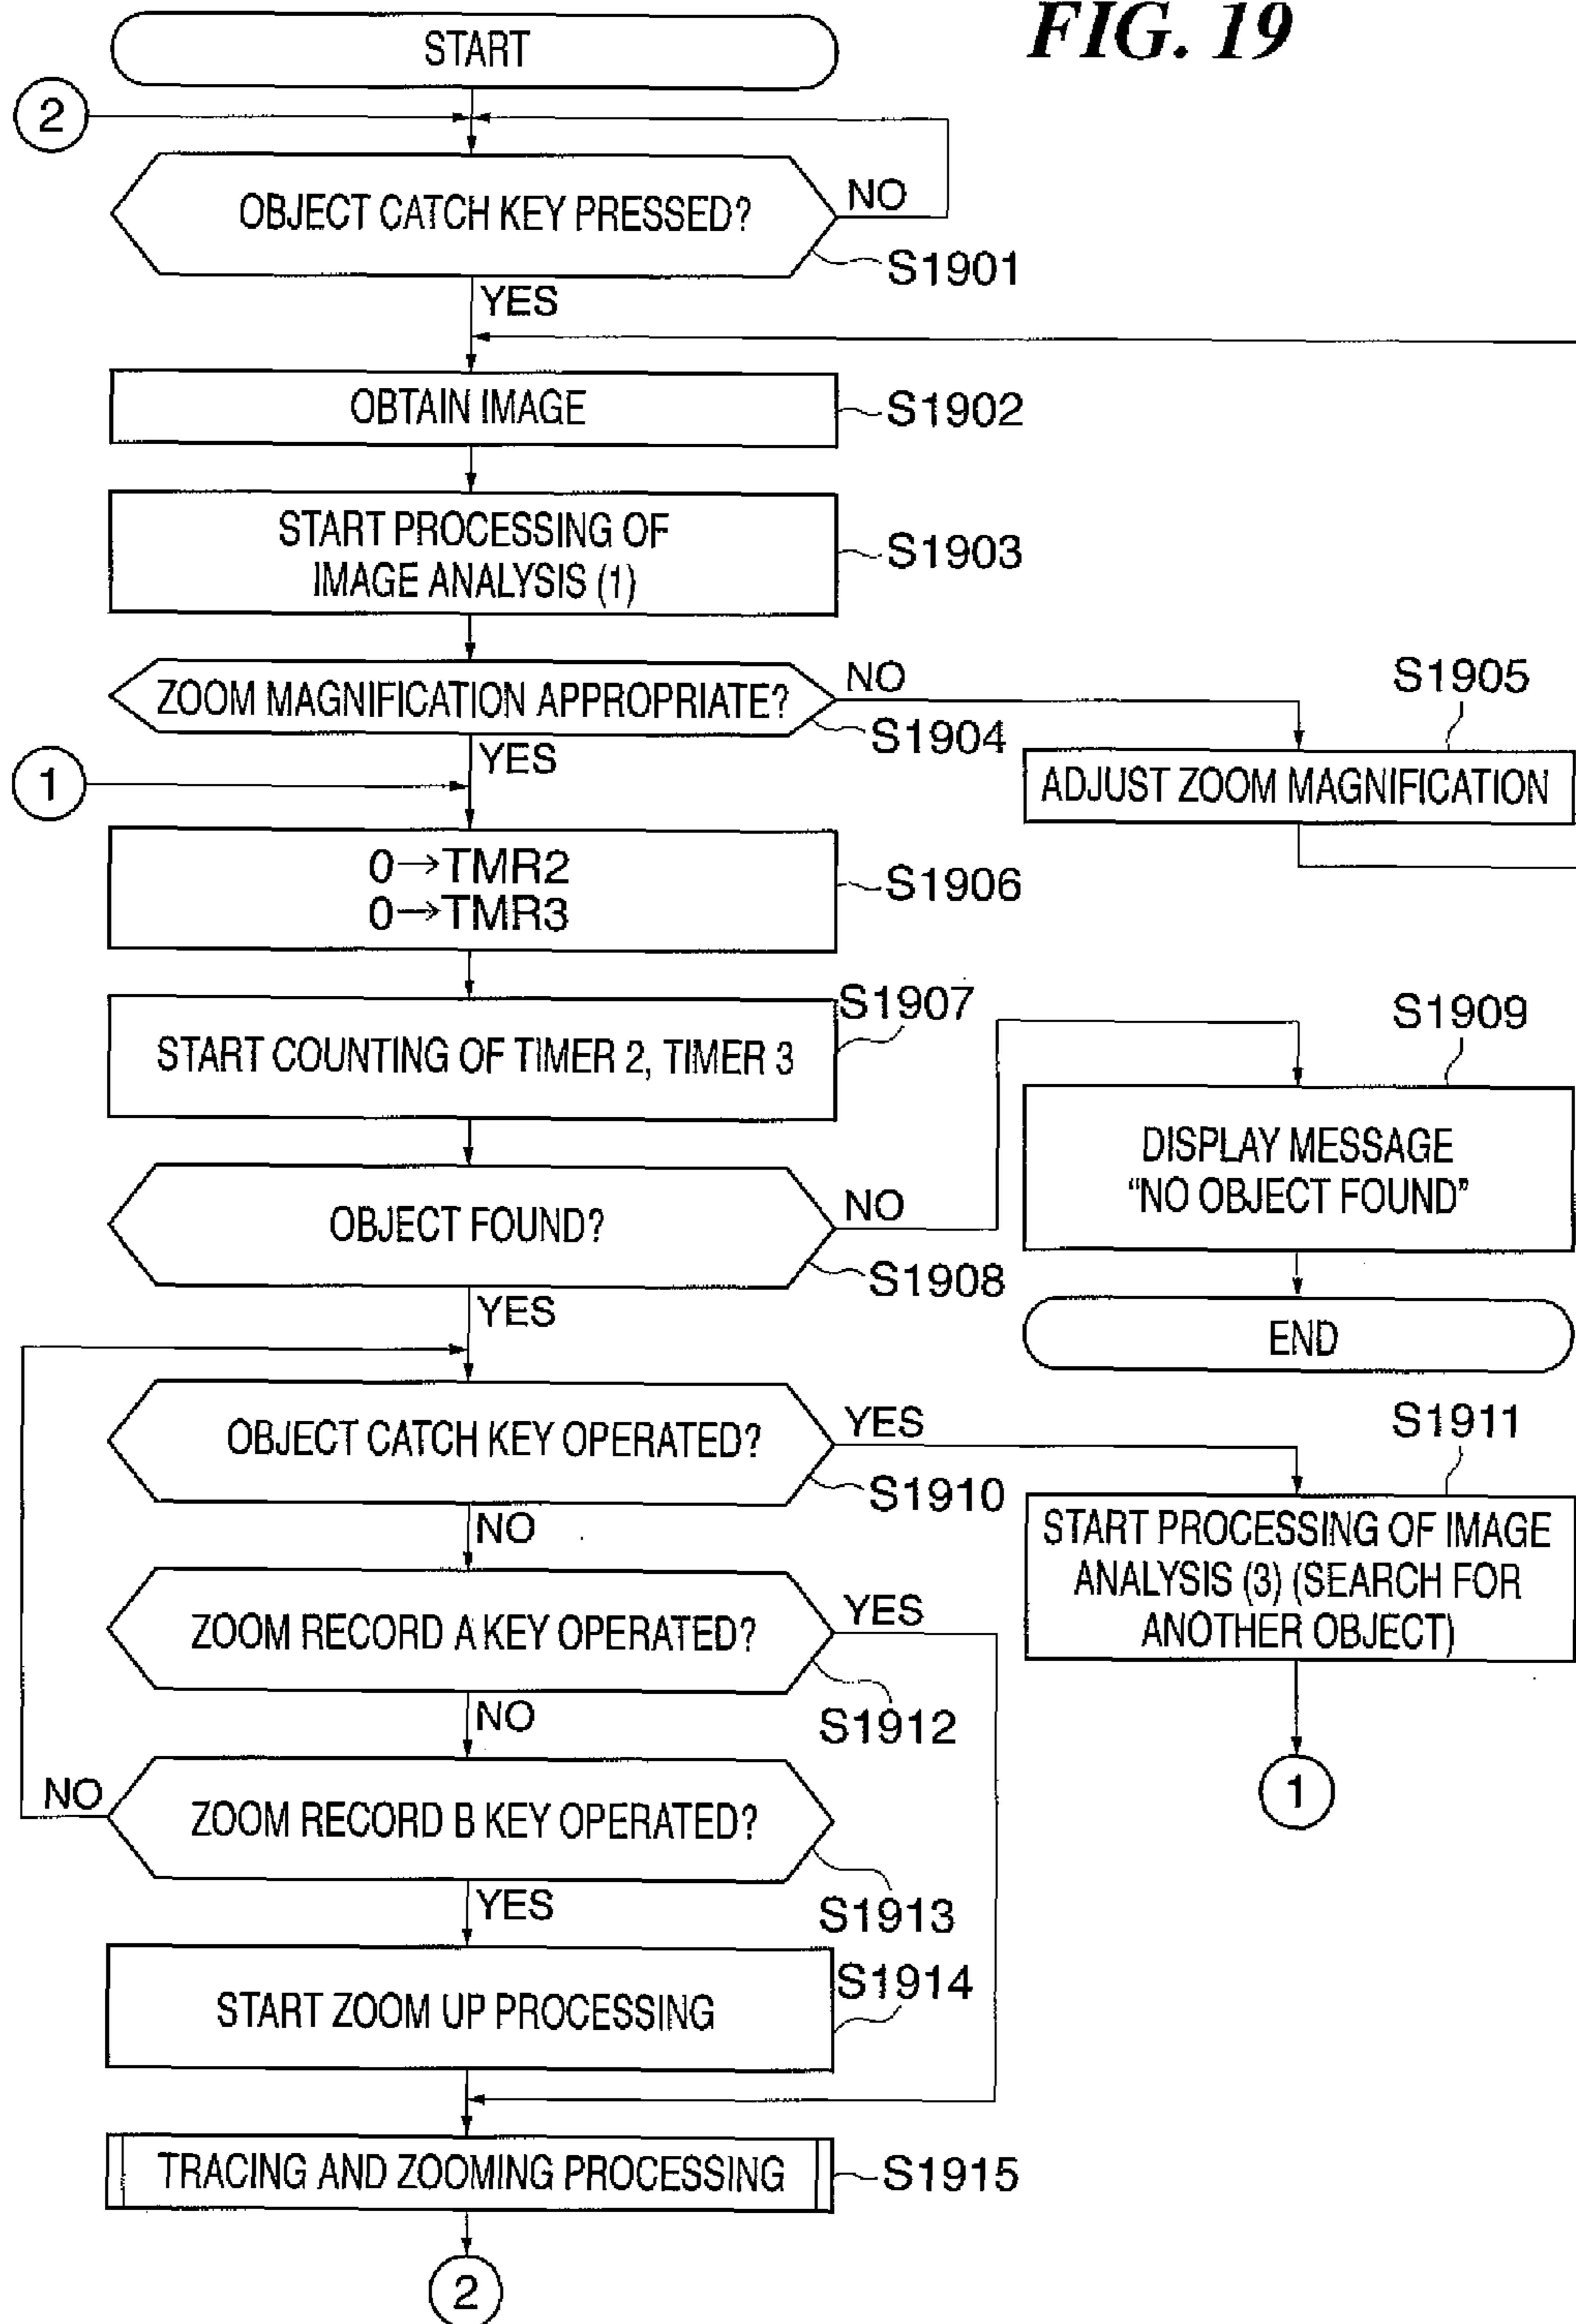 FIG. 19
START
2
OBJECT CATCH KEY PRESSED?
NO
S1901
YES
OBTAIN IMAGE
S1902
START PROCESSING OF
IMAGE ANALYSIS (1)
S1903
ZOOM MAGNIFICATION APPROPRIATE?
NO
S1904
YES
S1905
ADJUST ZOOM MAGNIFICATION
1
0→TMR2
0→TMR3
S1906
START COUNTING OF TIMER 2, TIMER 3
S1907
OBJECT FOUND?
NO
S1908
YES
S1909
DISPLAY MESSAGE
“NO OBJECT FOUND”
END
OBJECT CATCH KEY OPERATED?
YES
S1910
NO
S1911
START PROCESSING OF IMAGE
ANALYSIS (3) (SEARCH FOR
ANOTHER OBJECT)
1
ZOOM RECORD A KEY OPERATED?
YES
S1912
NO
ZOOM RECORD B KEY OPERATED?
NO
S1913
YES
START ZOOM UP PROCESSING
S1914
TRACING AND ZOOMING PROCESSING
S1915
2